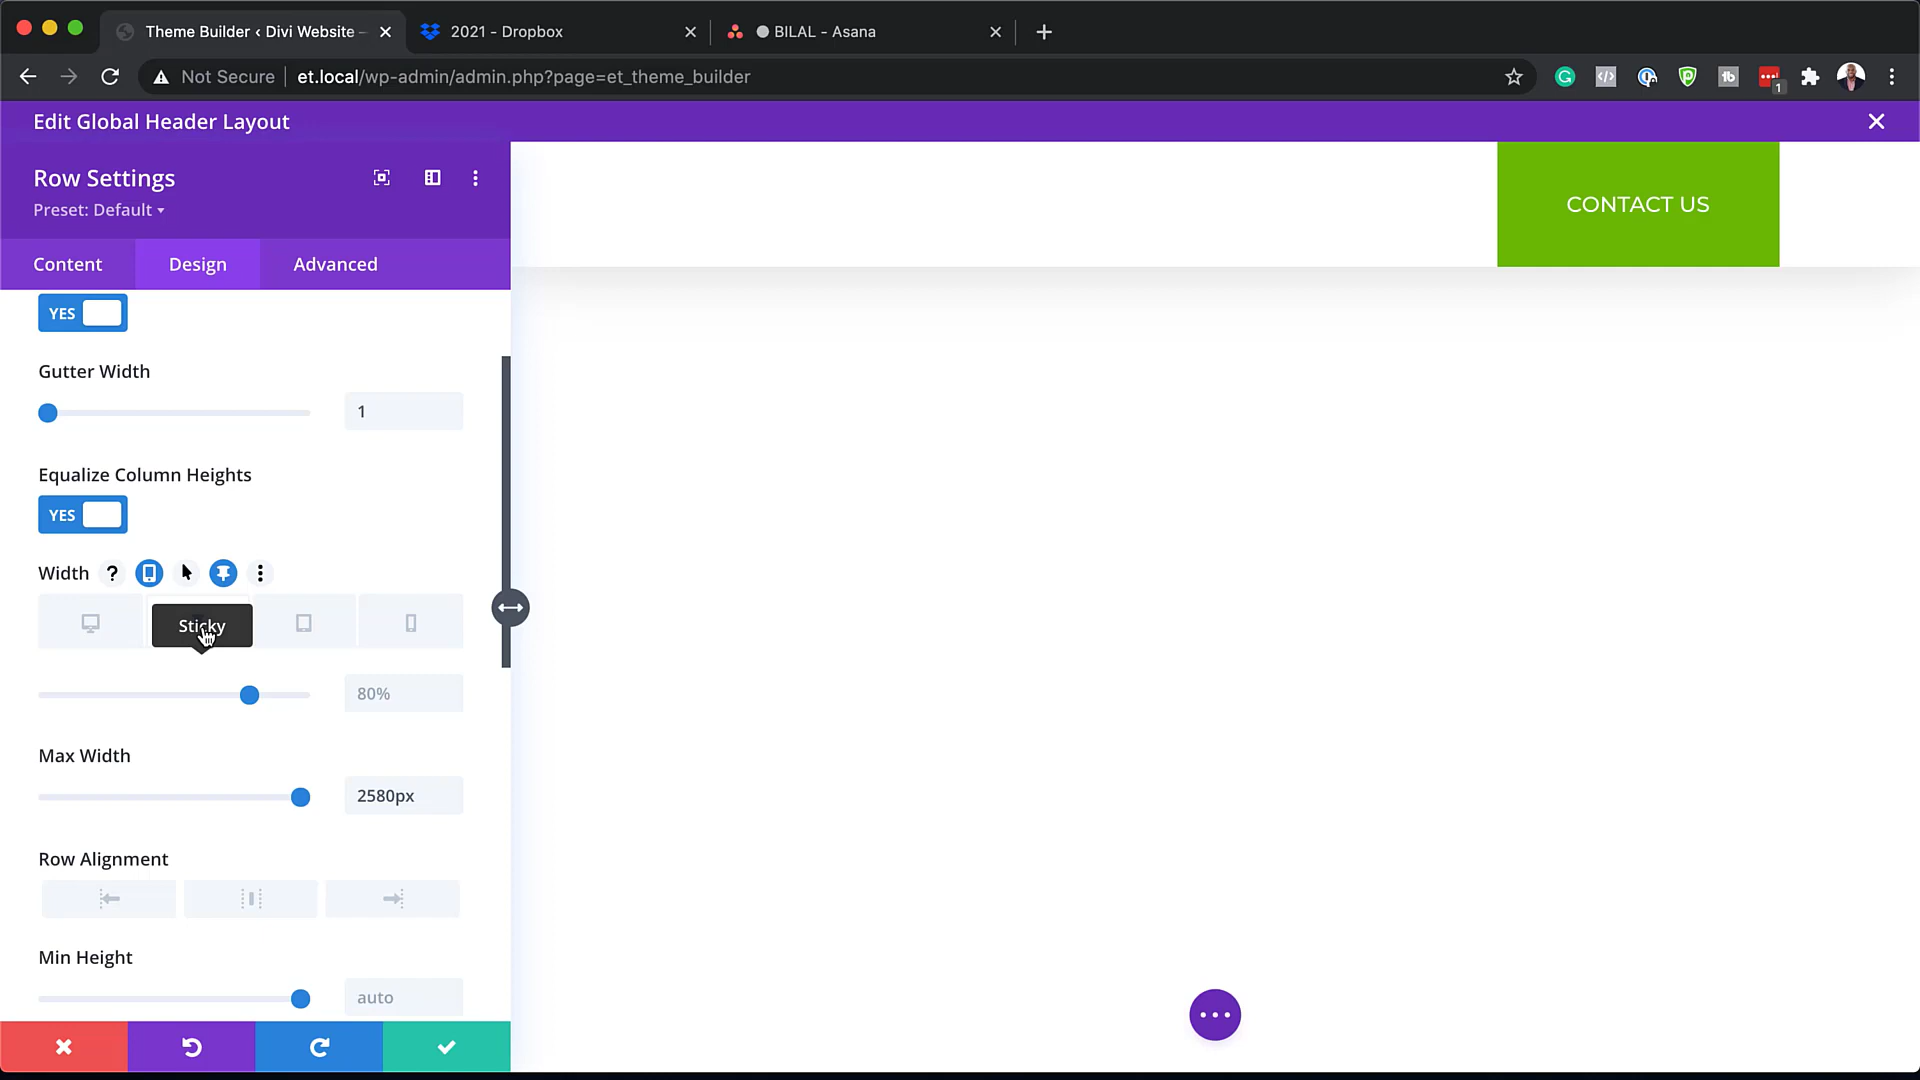 Theme Builder ‹ Divi Website –
2021 - Dropbox
BILAL - Asana
Not Secure
et.local/wp-admin/admin.php?page=et_theme_builder
1
Edit Global Header Layout
Row Settings
Preset: Default
Content
Design
Advanced
CONTACT US
YES
Gutter Width
1
Equalize Column Heights
YES
Width
Sticky
80%
Max Width
2580px
Row Alignment
Min Height
auto